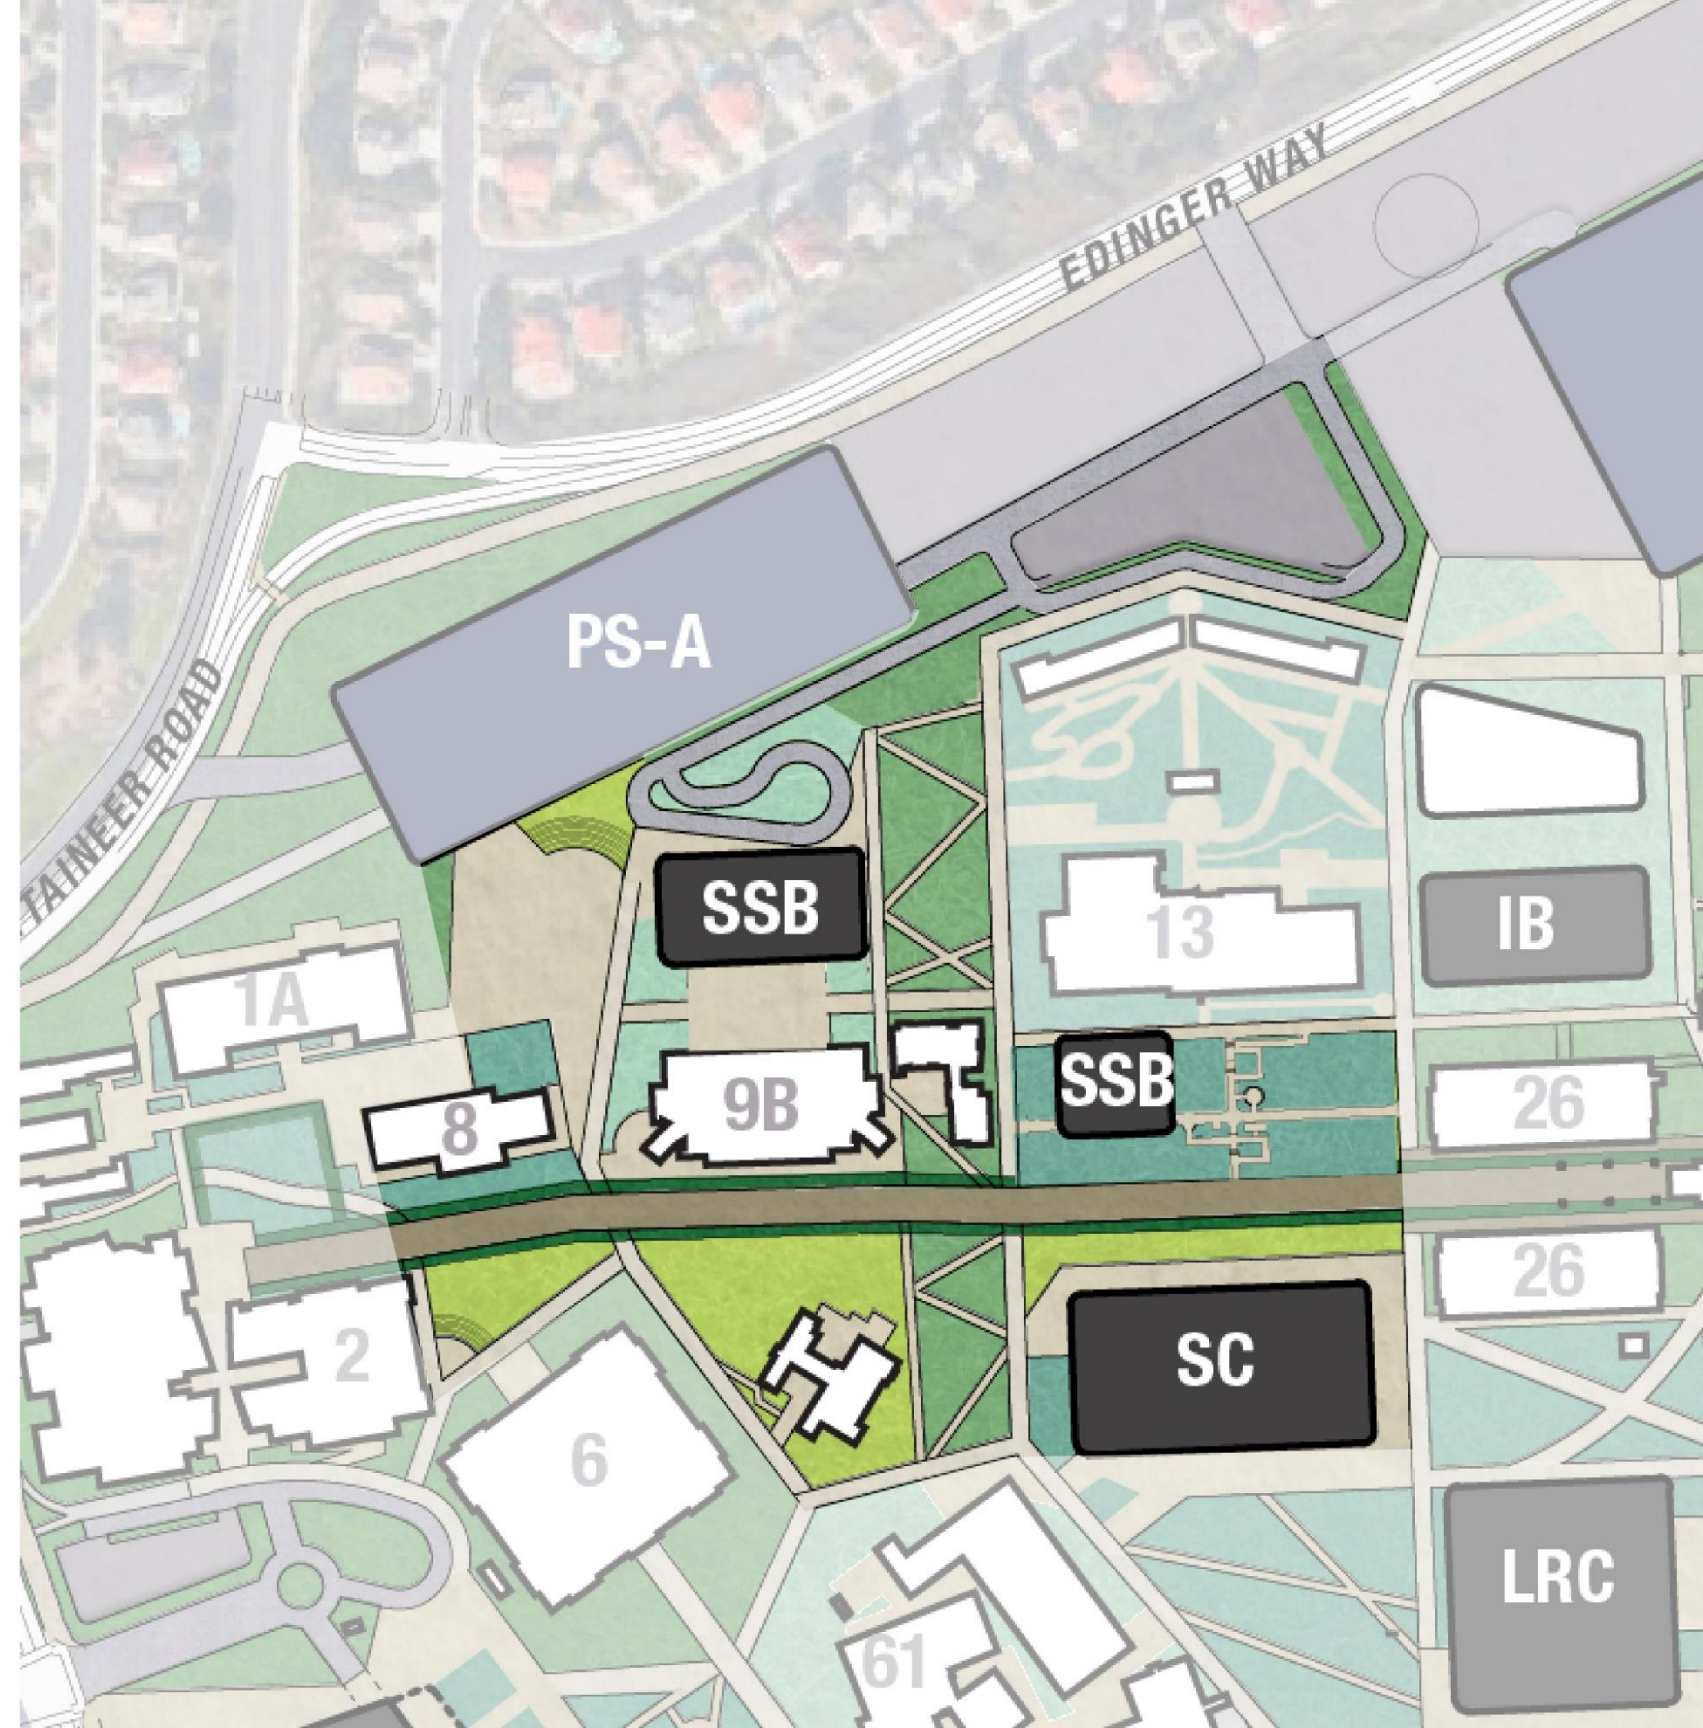 EDINGER WAY
PS-A
TAINEER ROAD
SSB
13
IB
1A
SSB
9B
26
8
26
2
SC
6
LRC
61